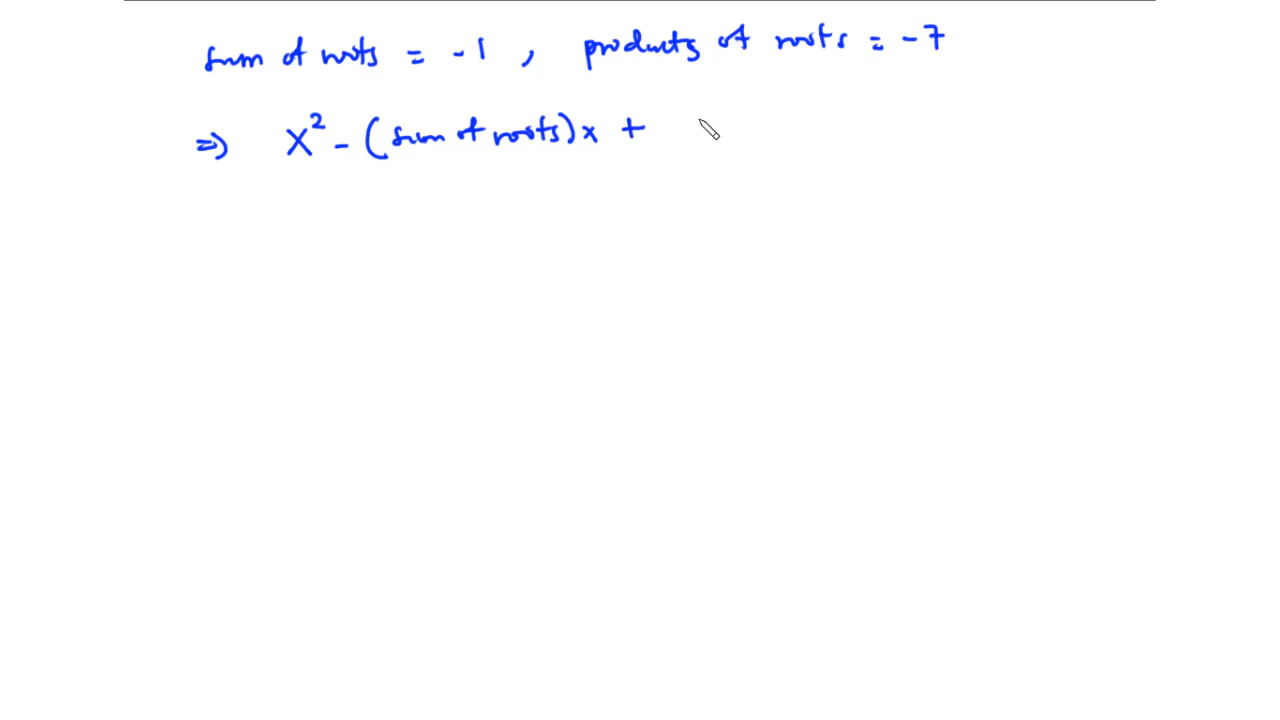 sum of roots = -1 , products of roots = -7
⇒ x² - (sum of roots)x +